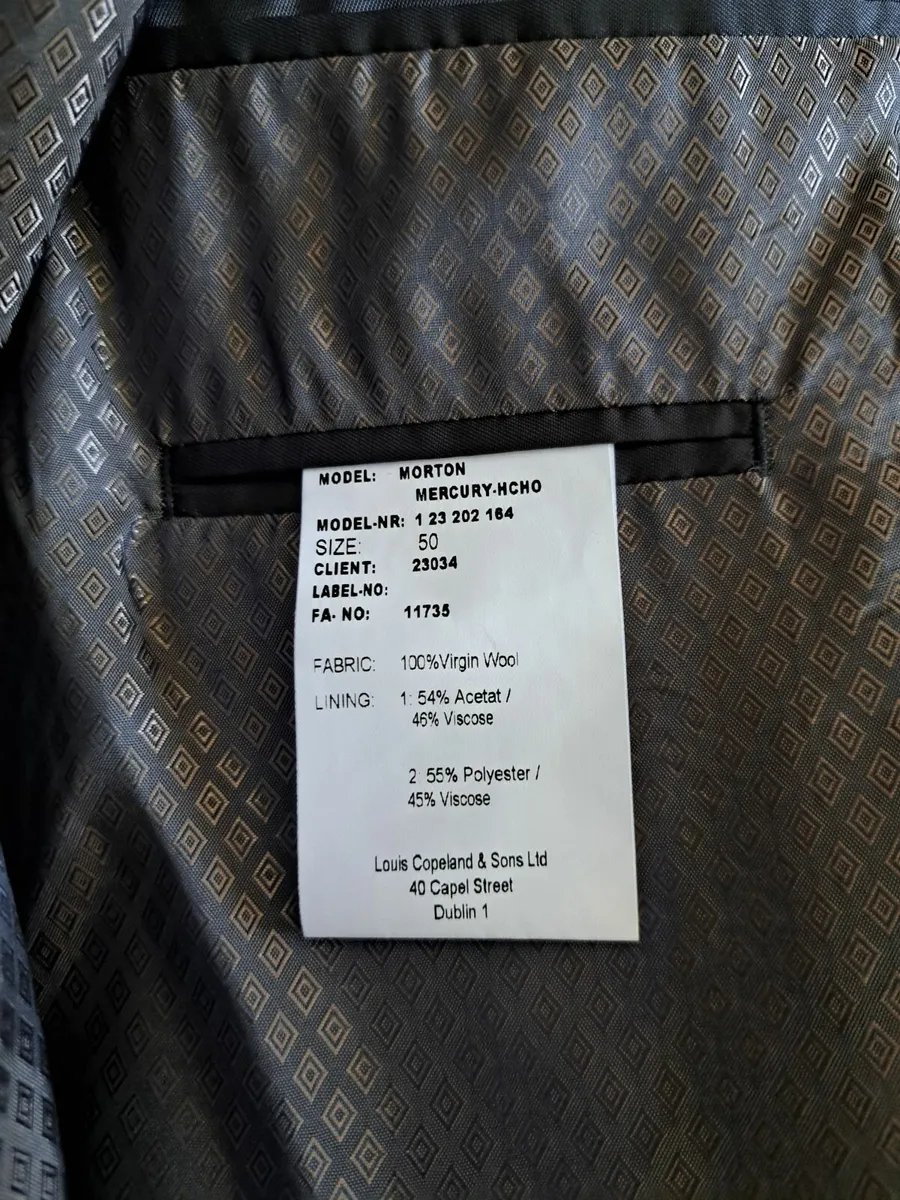 MODEL: MORTON
MERCURY-HCHO
MODEL-NR: 1 23 202 164
SIZE: 50
CLIENT: 23034
LABEL-NO:
FA- NO: 11735
FABRIC: 100%Virgin Wool
LINING: 1: 54% Acetat /
46% Viscose
2 55% Polyester /
45% Viscose
Louis Copeland & Sons Ltd
40 Capel Street
Dublin 1